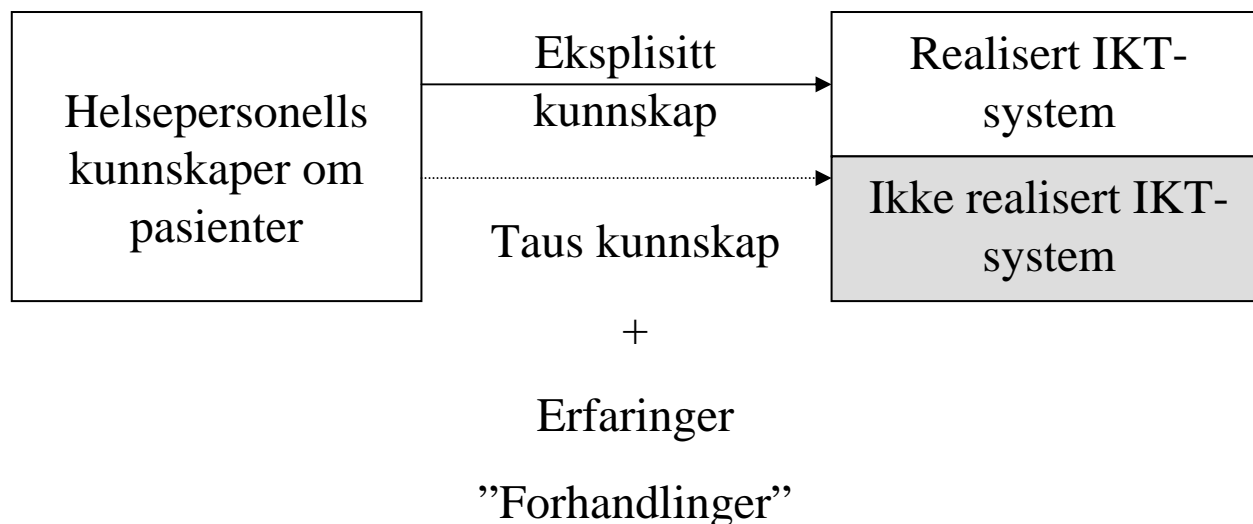 Helsepersonells
kunnskaper om
pasienter
Eksplisitt
kunnskap
Taus kunnskap
+
Erfaringer
”Forhandlinger”
Realisert IKT-
system
Ikke realisert IKT-
system